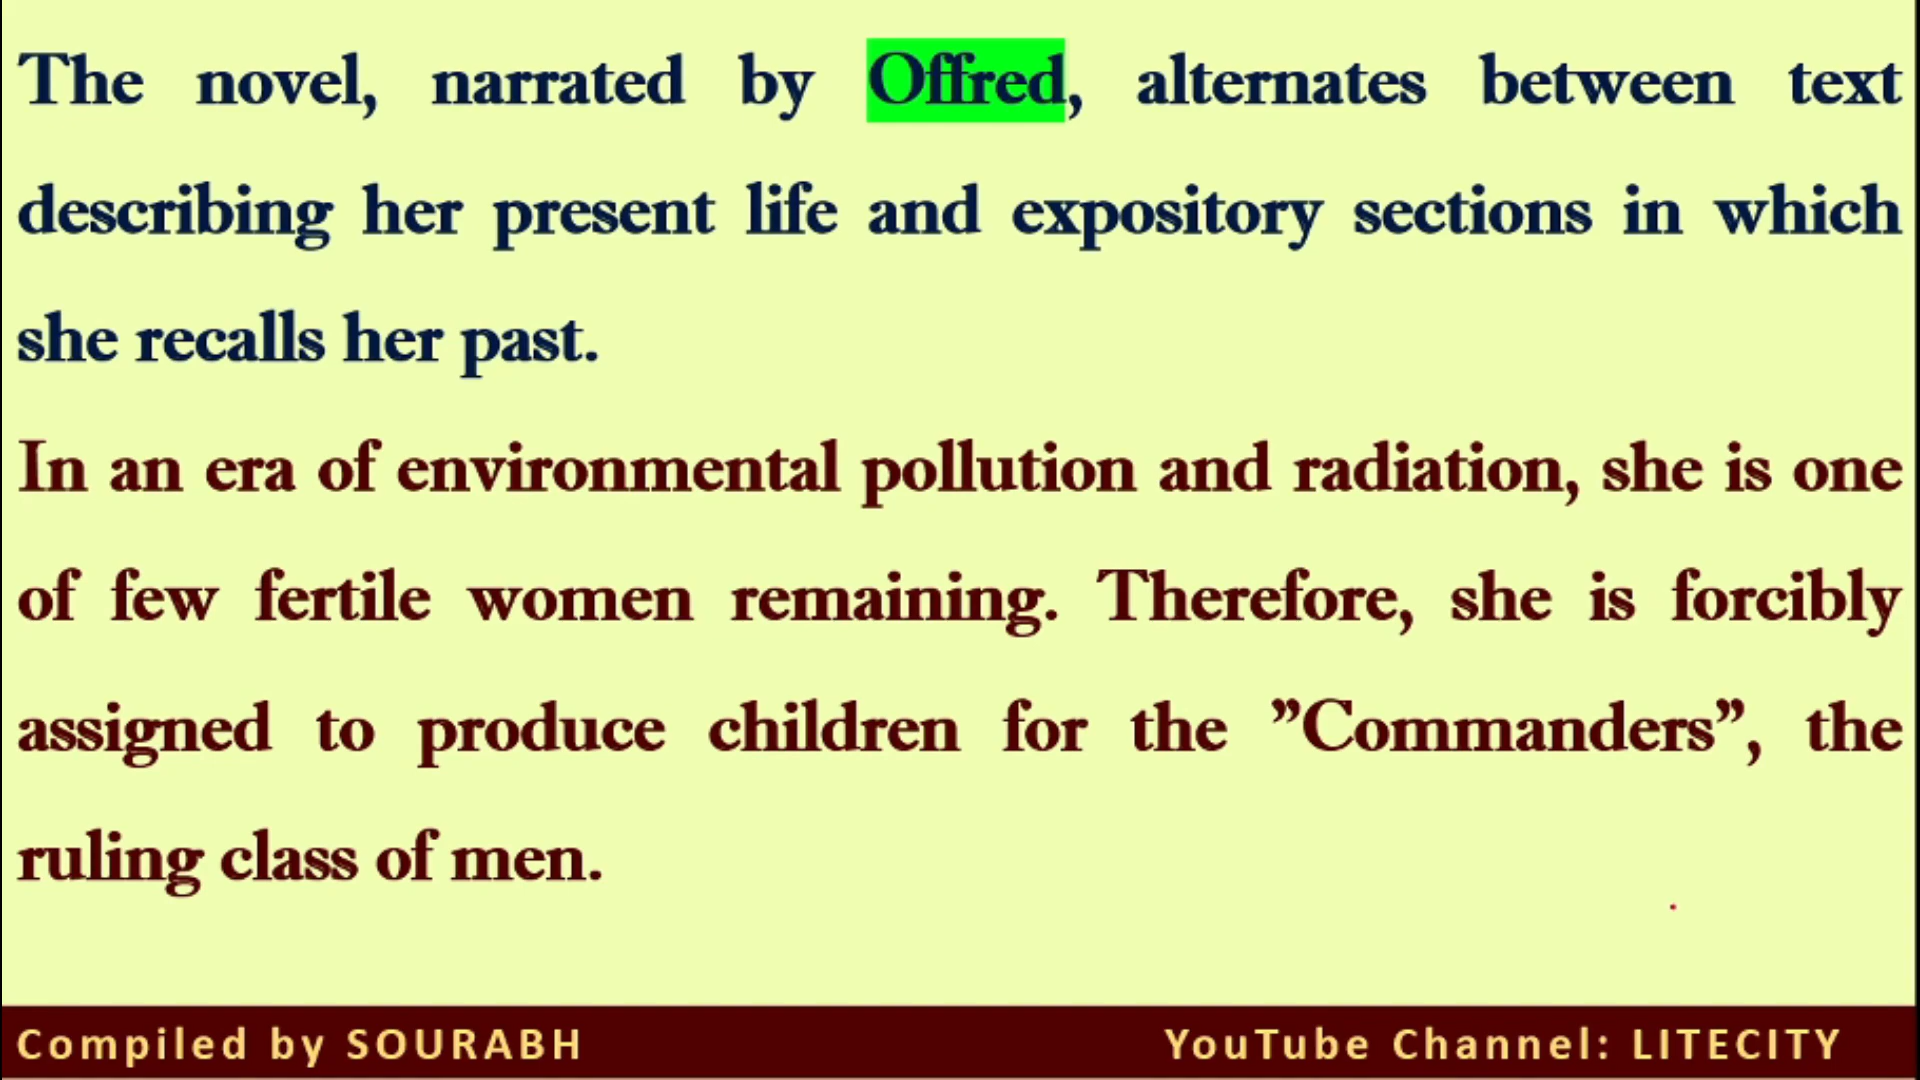 The novel, narrated by Offred, alternates between text
describing her present life and expository sections in which
she recalls her past.
In an era of environmental pollution and radiation, she is one
of few fertile women remaining. Therefore, she is forcibly
assigned to produce children for the ”Commanders”, the
ruling class of men.
Compiled by SOURABH
YouTube Channel: LITECITY